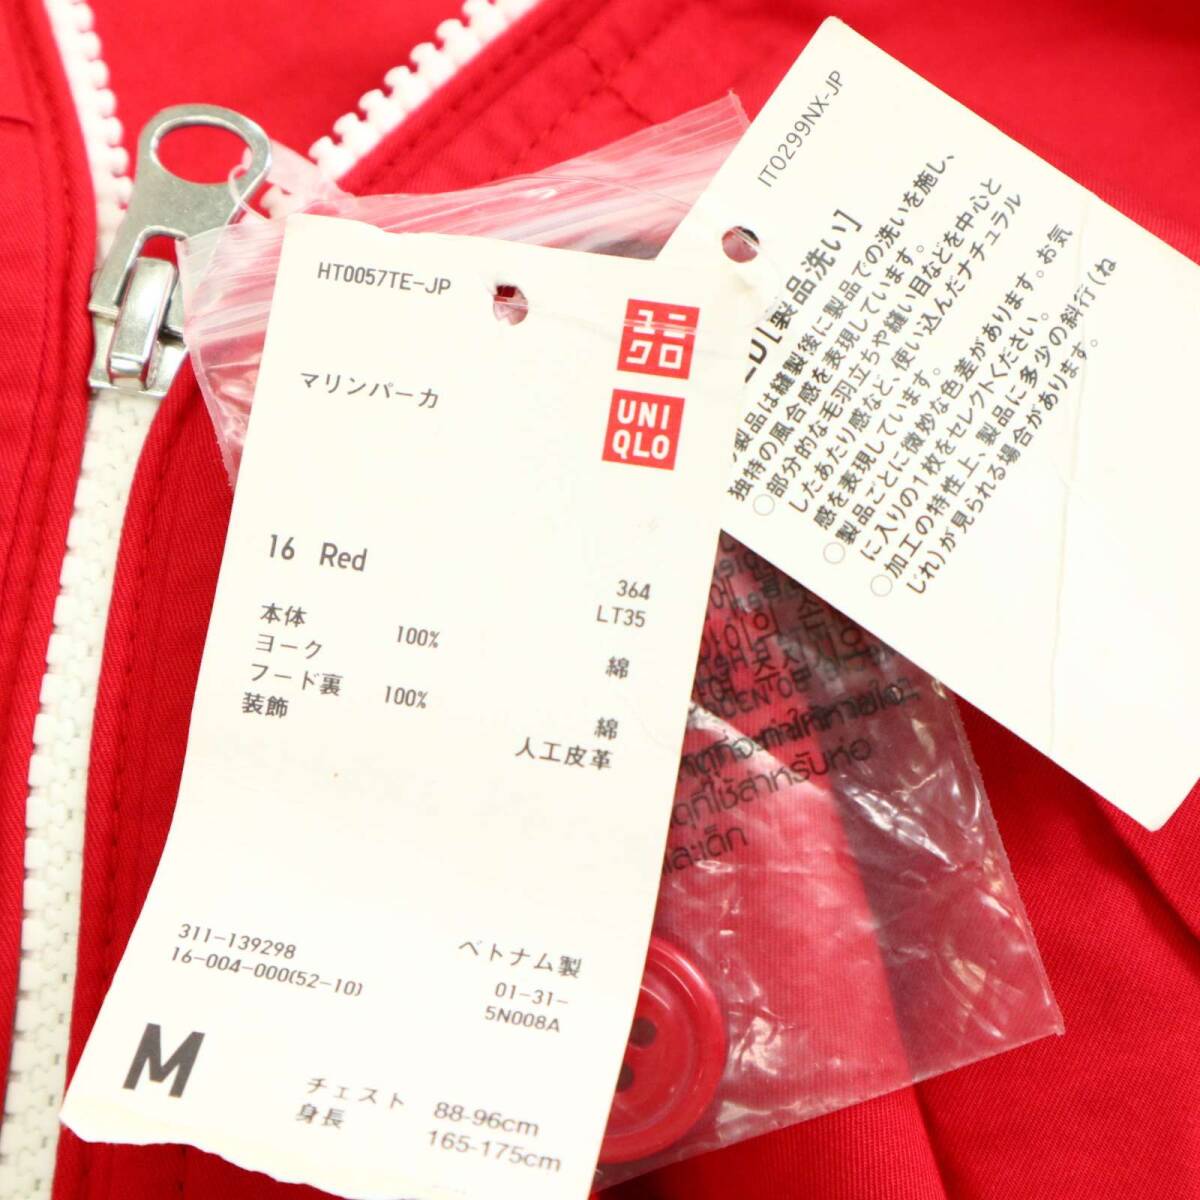 HT0057TE-JP
ユニ
クロ
UNI
QLO
マリンパーカ
16 Red
364
LT35
本体 100% 綿
ヨーク
フード裏 100% 綿
装飾 人工皮革
311-139298
16-004-000(52-10)
ベトナム製
01-31-
5N008A
M
チェスト 88-96cm
身長 165-175cm
IT0299NX-JP
[製品洗い]
製品は縫製後に製品での洗いを施し、
独特の風合感を表現しています。
○部分的な毛羽立ちや縫い目などを中心と
したあたり感など、使い込んだナチュラル
感を表現しています。
○製品ごとに微妙な色差があります。お気
に入りの1枚をセレクトください。
○加工の特性上、製品に多少の斜行(ね
じれ)が見られる場合があります。